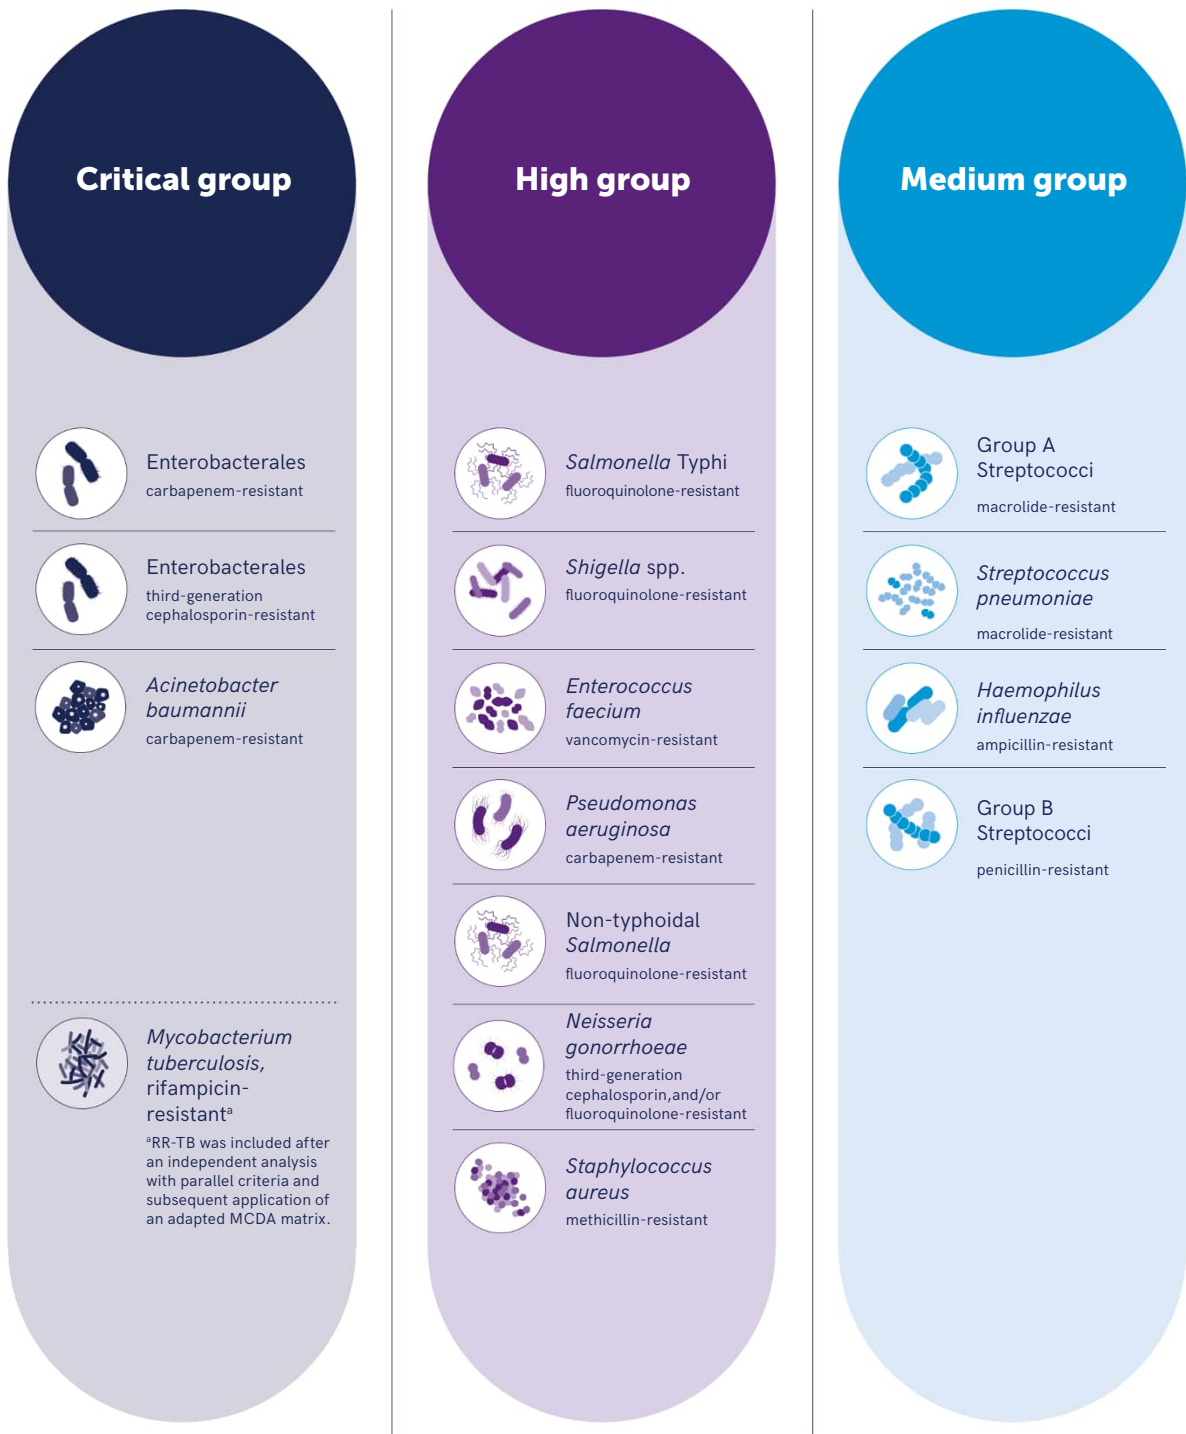 Critical group
Enterobacterales
carbapenem-resistant
Enterobacterales
third-generation
cephalosporin-resistant
Acinetobacter
baumannii
carbapenem-resistant
Mycobacterium
tuberculosis,
rifampicin-
resistantᵃ
ᵃRR-TB was included after
an independent analysis
with parallel criteria and
subsequent application of
an adapted MCDA matrix.
High group
Salmonella Typhi
fluoroquinolone-resistant
Shigella spp.
fluoroquinolone-resistant
Enterococcus
faecium
vancomycin-resistant
Pseudomonas
aeruginosa
carbapenem-resistant
Non-typhoidal
Salmonella
fluoroquinolone-resistant
Neisseria
gonorrhoeae
third-generation
cephalosporin,and/or
fluoroquinolone-resistant
Staphylococcus
aureus
methicillin-resistant
Medium group
Group A
Streptococci
macrolide-resistant
Streptococcus
pneumoniae
macrolide-resistant
Haemophilus
influenzae
ampicillin-resistant
Group B
Streptococci
penicillin-resistant